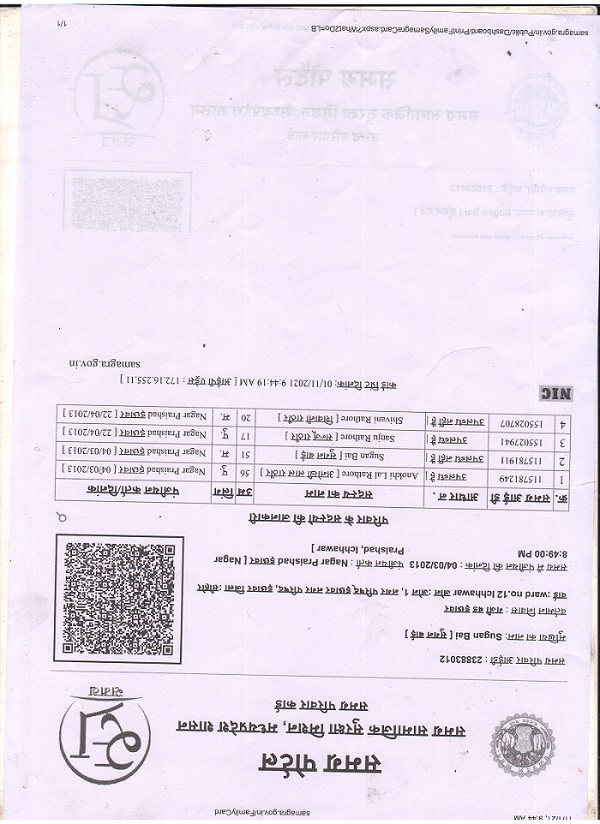 1/1/21, 9:44 AM
samagra.gov.in/FamilyCard
समग्र पोर्टल
समग्र सामाजिक सुरक्षा मिशन, मध्यप्रदेश शासन
समग्र परिवार कार्ड
समग्र
समग्र परिवार आईडी : 23883012
मुखिया का नाम: Sugan Bai [ सुगन बाई ]
वर्तमान निवास : गजी बड इछावर
वार्ड :ward no.12 Ichhawar जोन :जोन 1, नगर परिषद् इछावर नगर परिषद, इछावर जिला :सीहोर
समग्र में पंजीयन की दिनांक : 04/03/2013 पंजीयन कर्ता : Nagar Praishad इछावर [ Nagar
8:49:00 PM Praishad, Ichhawar ]
परिवार के सदस्यो की जानकारी
क्र. समग्र आई डी आधार न . सदस्य का नाम उम्र लिंग पंजीयन कर्ता/दिनांक
1 115781249 उपलब्ध है | Anokhi Lal Rathore [ अनोखी लाल राठौर ] 56 पु. Nagar Praishad इछावर [ 04/03/2013 ]
2 115781911 उपलब्ध नहीं है | Sugan Bai [ सुगन बाई ] 51 म. Nagar Praishad इछावर [ 04/03/2013 ]
3 155027941 उपलब्ध है | Sanju Rathore [ सन्जू राठौर ] 17 पु. Nagar Praishad इछावर [ 22/04/2013 ]
4 155028707 उपलब्ध नहीं है | Shivani Rathore [ शिवानी राठौर ] 20 म. Nagar Praishad इछावर [ 22/04/2013 ]
NIC
कार्ड प्रिंट दिनांक: 01/11/2021 9:44:19 AM [ आईपी एड्रेस : 172.16.255.11 ]
samagra.gov.in
samagra.gov.in/Public/Dashboard/Print/FamilySamagraCard.aspx?What2Do=LB
1/1